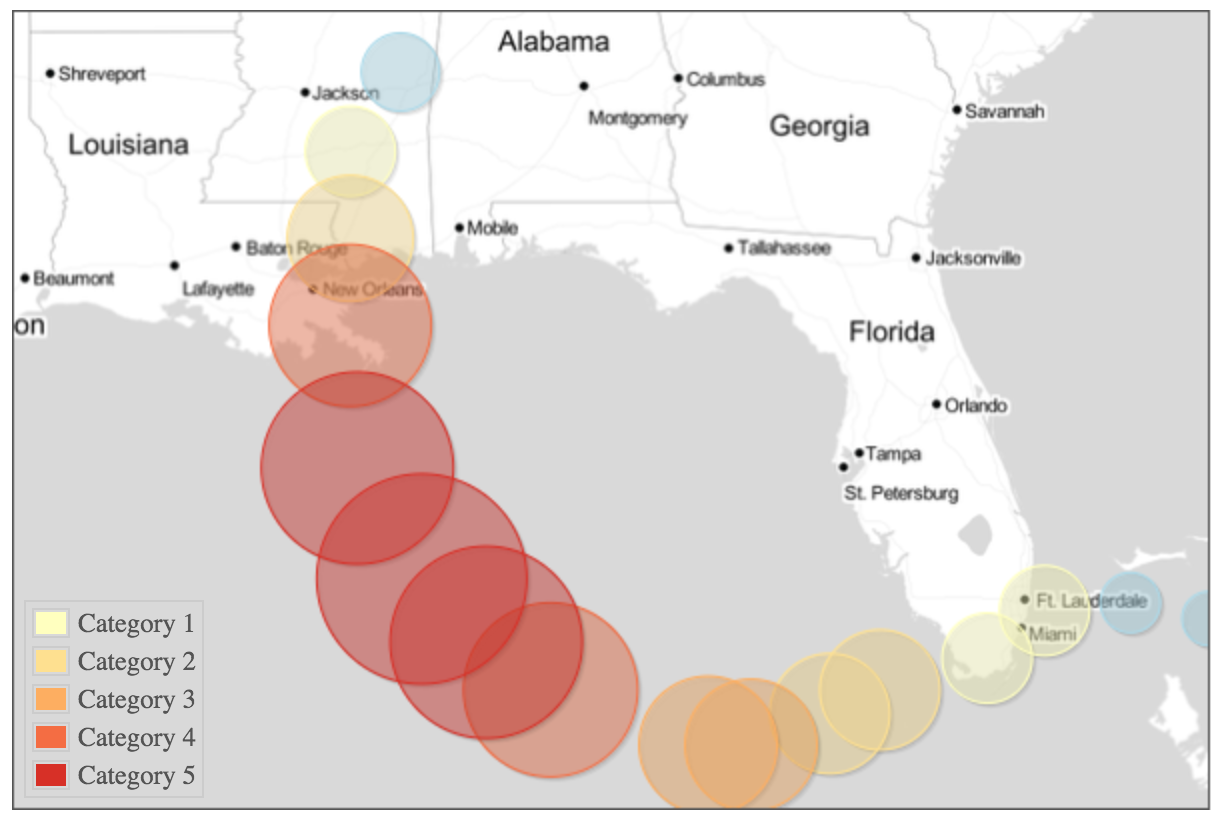 Alabama
Shreveport
Columbus
Jackson
Montgomery
Savannah
Georgia
Louisiana
Mobile
Baton Rouge
Tallahassee
Jacksonville
Beaumont
Lafayette
New Orleans
on
Florida
Orlando
Tampa
St. Petersburg
Ft. Lauderdale
Miami
Category 1
Category 2
Category 3
Category 4
Category 5